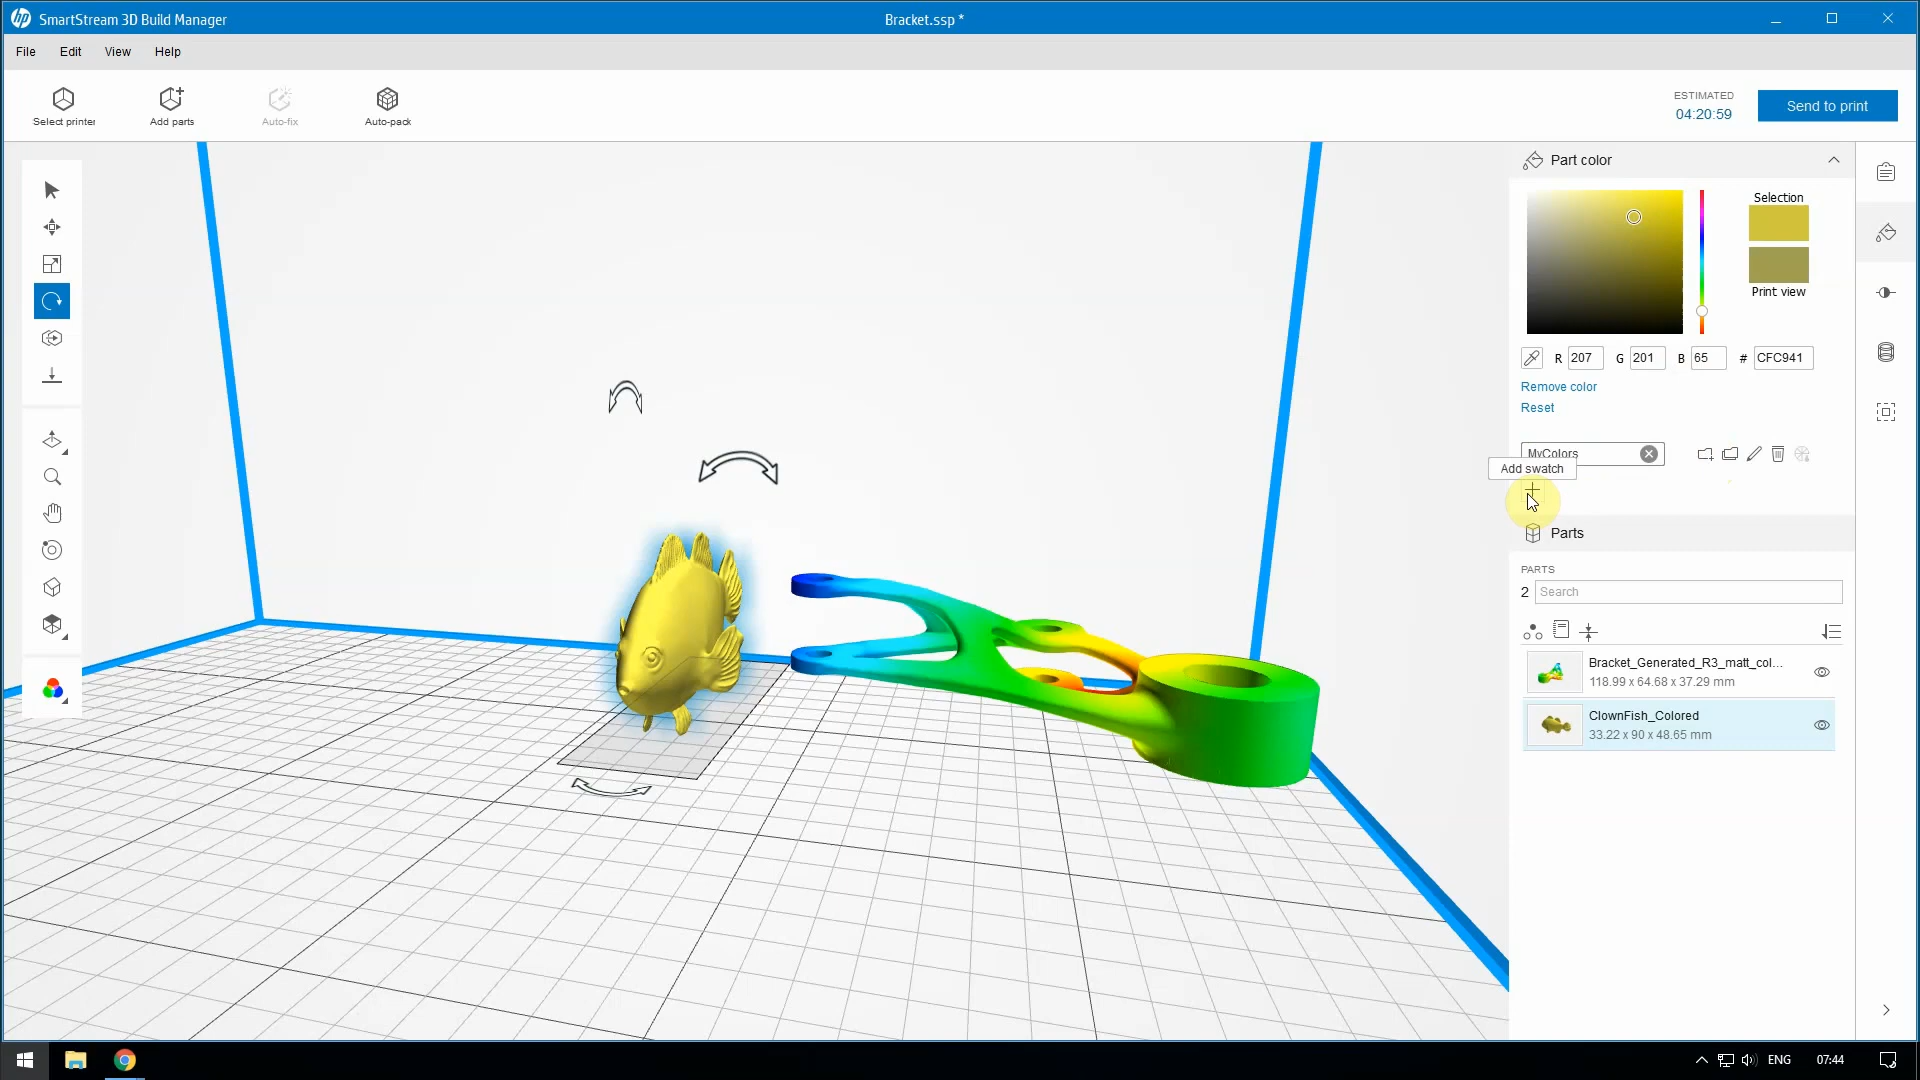 hp SmartStream 3D Build Manager
Bracket.ssp *
File Edit View Help
Select printer Add parts Auto-fix Auto-pack
ESTIMATED
04:20:59
Send to print
Part color
Selection
Print view
R 207 G 201 B 65 # CFC941
Remove color
Reset
MyColors
Add swatch
Parts
PARTS
2 Search
Bracket_Generated_R3_matt_col...
118.99 x 64.68 x 37.29 mm
ClownFish_Colored
33.22 x 90 x 48.65 mm
ENG 07:44